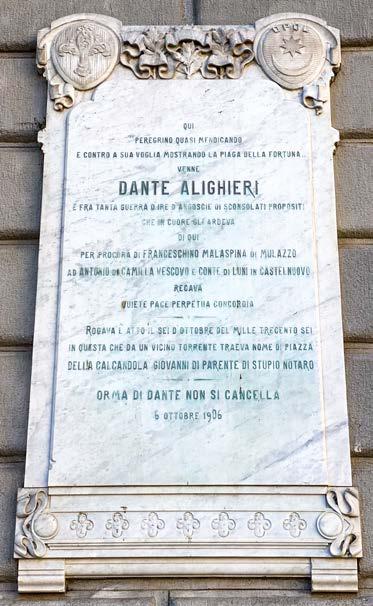 QUI
PEREGRINO QUASI MENDICANDO
E CONTRO A SUA VOGLIA MOSTRANDO LA PIAGA DELLA FORTUNA...
VENNE
DANTE ALIGHIERI
E FRA TANTA GUERRA D'IRE D'ANGOSCIE DI SCONSOLATI PROPOSITI
CHE IN CUORE GLI ARDEVA
DI QUI
PER PROCURA DI FRANCESCHINO MALASPINA DI MULAZZO
AD ANTONIO DI CAMILLA VESCOVO E CONTE DI LUNI IN CASTELNUOVO
RECAVA
QUIETE PACE PERPETUA CONCORDIA
ROGAVA L'ATTO IL SEI D'OTTOBRE DEL MILLE TRECENTO SEI
IN QUESTA CHE DA UN VICINO TORRENTE TRAEVA NOME DI PIAZZA
DELLA CALCANDOLA GIOVANNI DI PARENTE DI STUPIO NOTARO
ORMA DI DANTE NON SI CANCELLA
6 OTTOBRE 1906